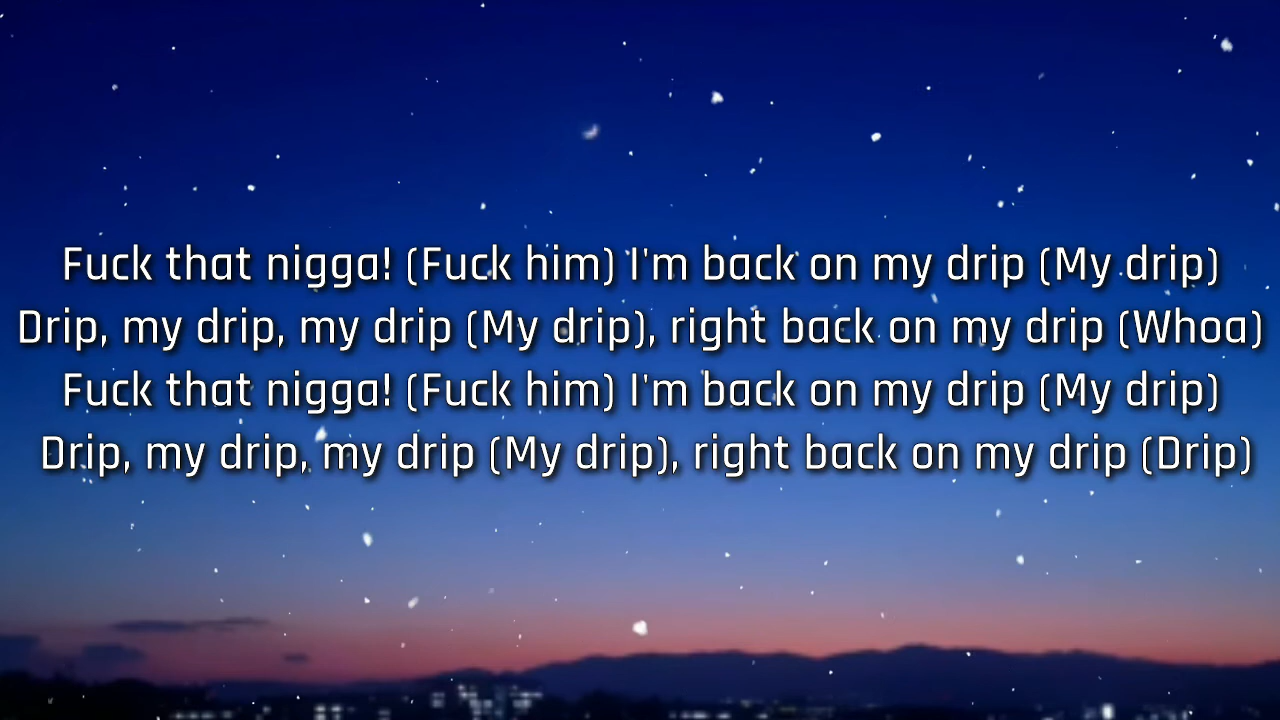 Fuck that nigga! (Fuck him) I'm back on my drip (My drip)
Drip, my drip, my drip (My drip), right back on my drip (Whoa)
Fuck that nigga! (Fuck him) I'm back on my drip (My drip)
Drip, my drip, my drip (My drip), right back on my drip (Drip)